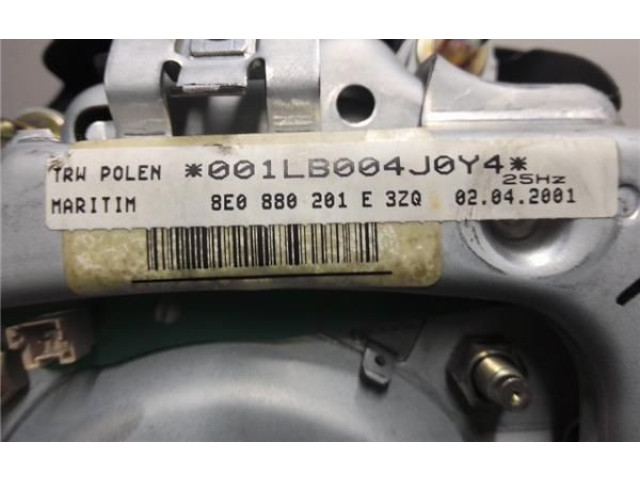 TRW POLEN *001LB004J0Y4*
25Hz
MARITIM 8E0 880 201 E 3ZQ 02.04.2001